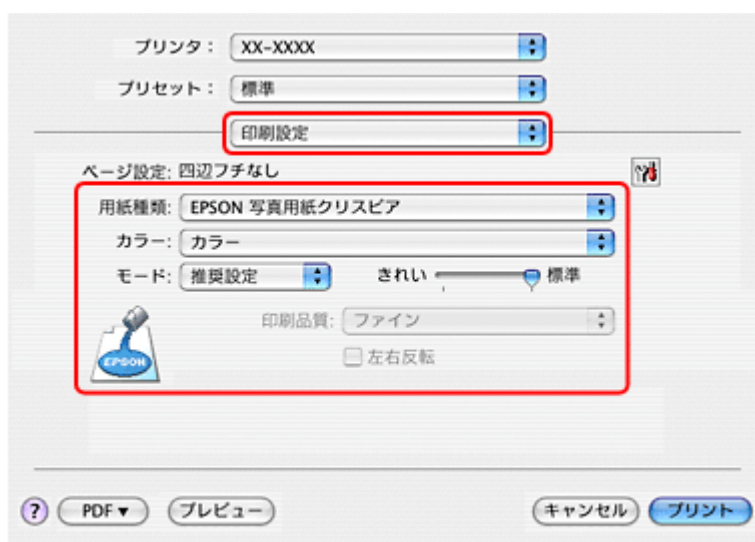 プリンタ： XX-XXXX
プリセット： 標準
印刷設定
ページ設定: 四辺フチなし
用紙種類: EPSON 写真用紙クリスピア
カラー: カラー
モード: 推奨設定 きれい 標準
印刷品質: ファイン
左右反転
EPSON
? PDF▼ プレビュー キャンセル プリント